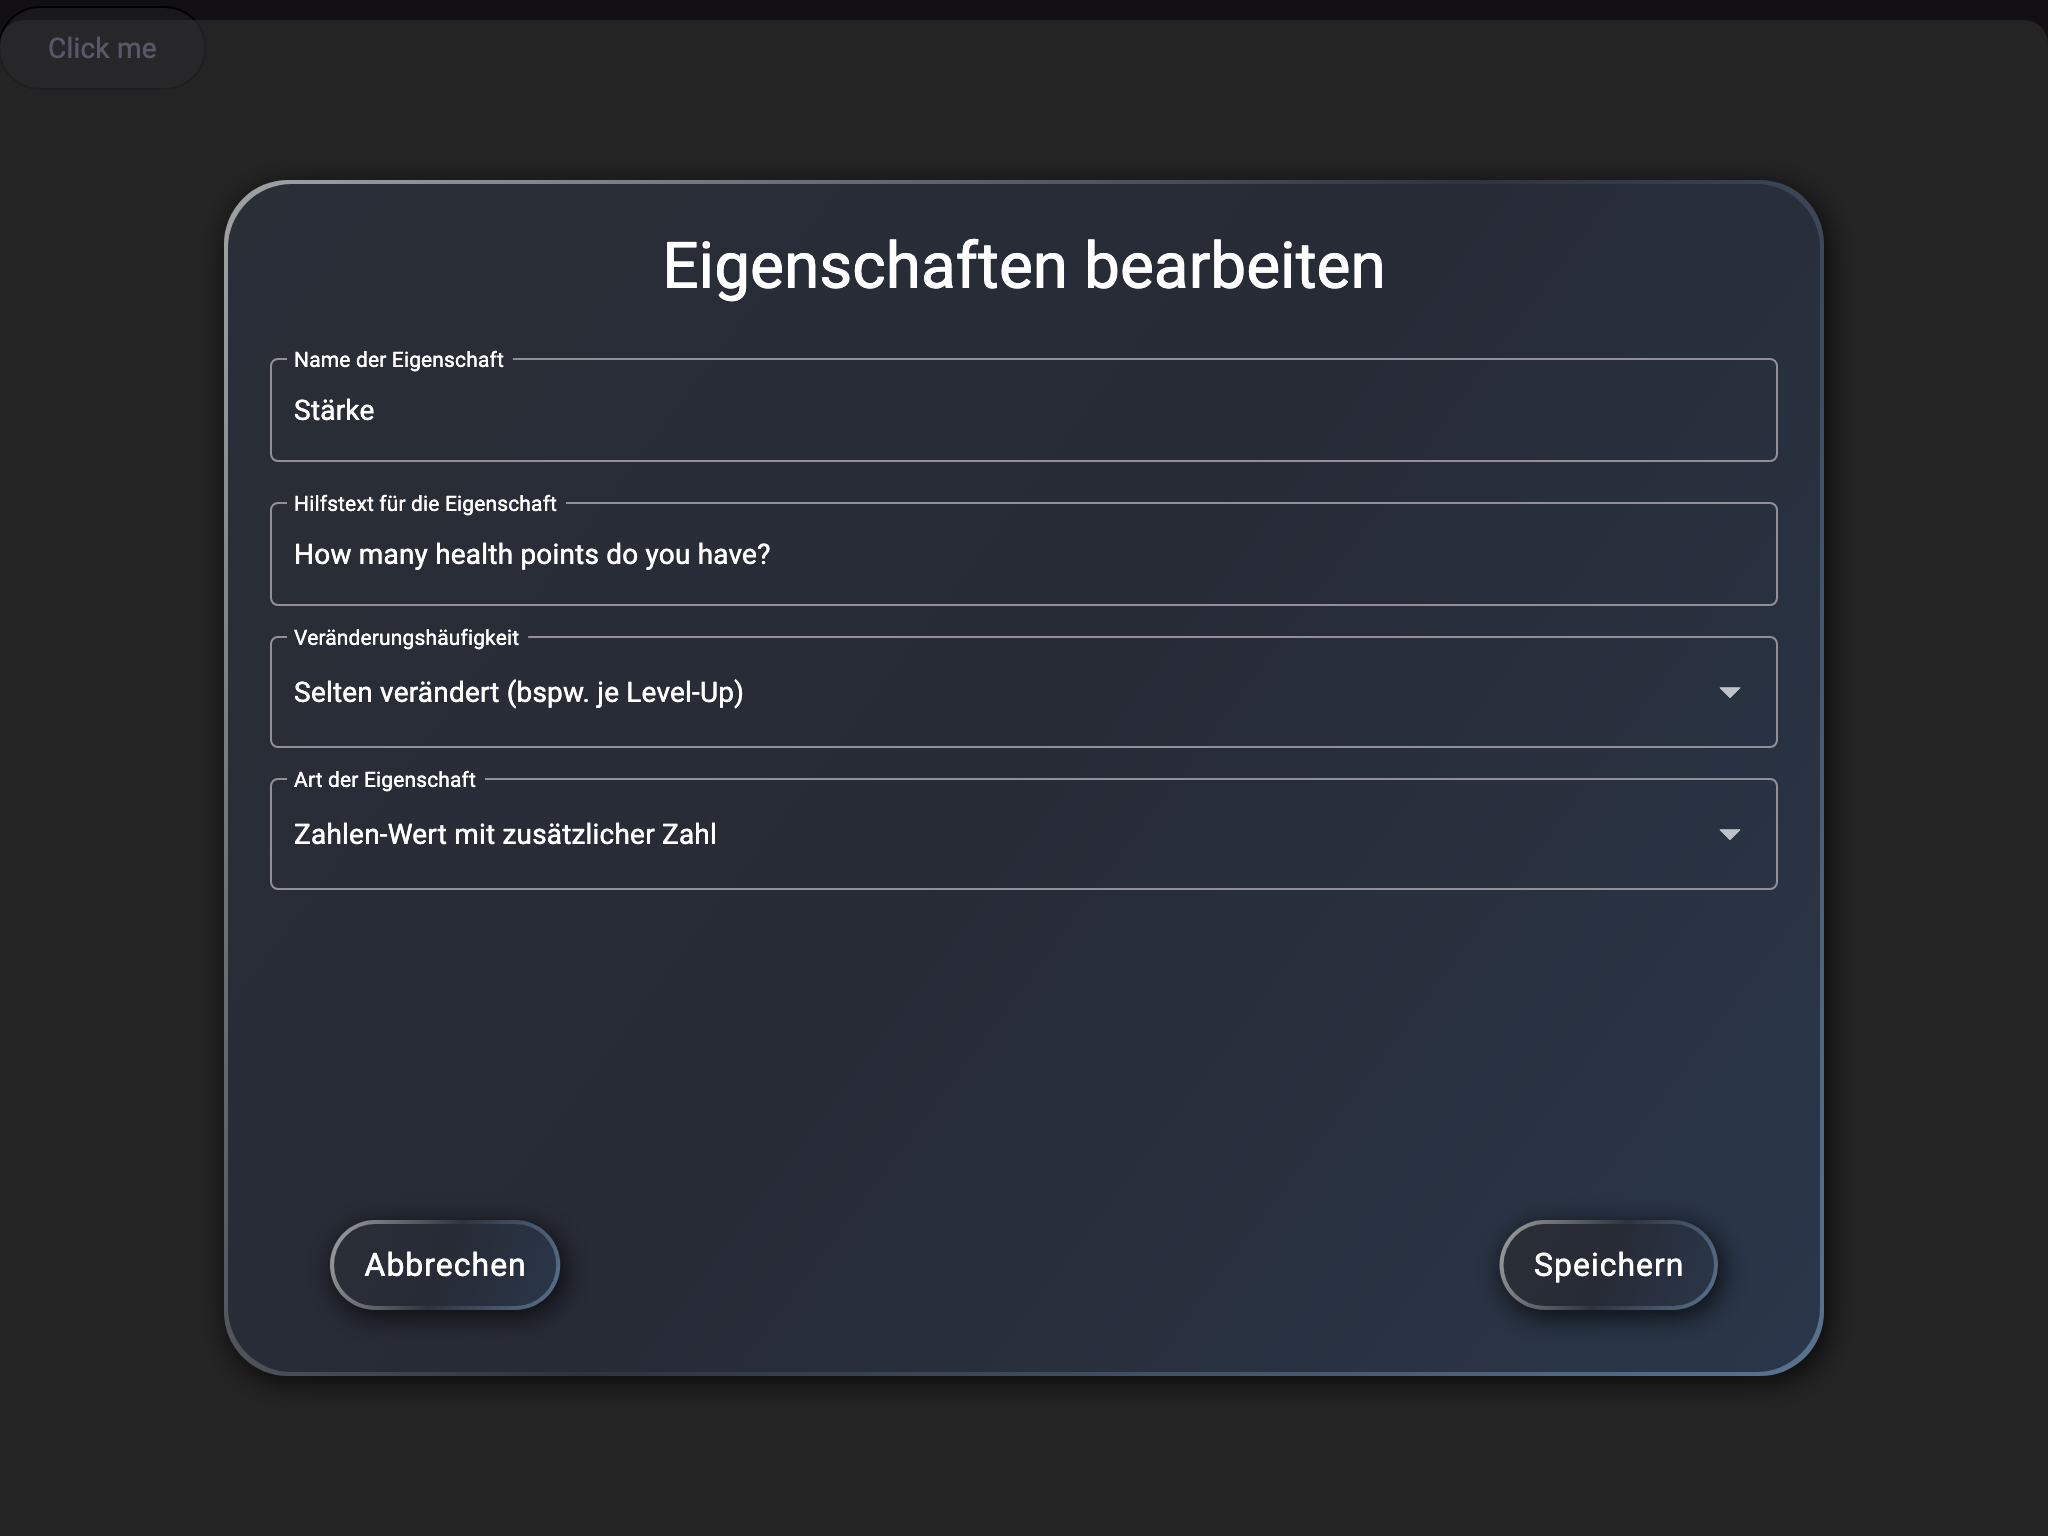 Click me
Eigenschaften bearbeiten
Name der Eigenschaft
Stärke
Hilfstext für die Eigenschaft
How many health points do you have?
Veränderungshäufigkeit
Selten verändert (bspw. je Level-Up)
Art der Eigenschaft
Zahlen-Wert mit zusätzlicher Zahl
Abbrechen
Speichern